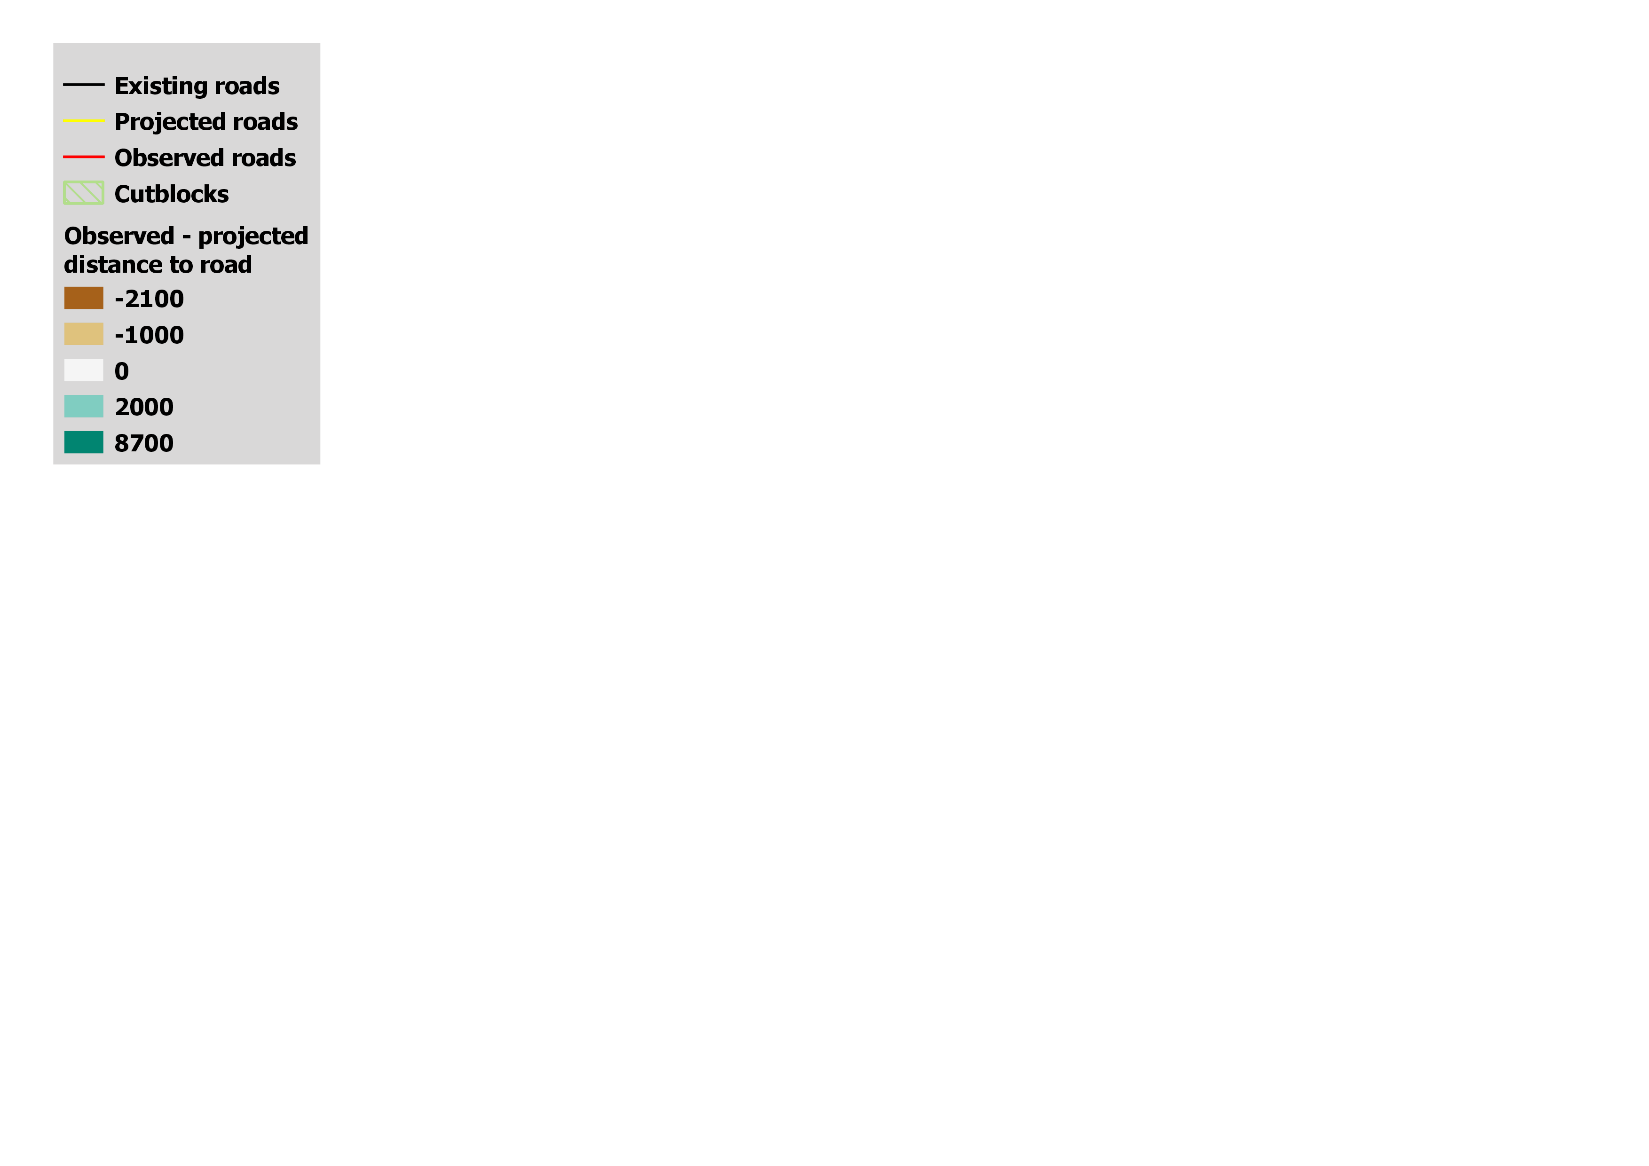 Existing roads
Projected roads
Observed roads
Cutblocks
Observed - projected
distance to road
-2100
-1000
0
2000
8700